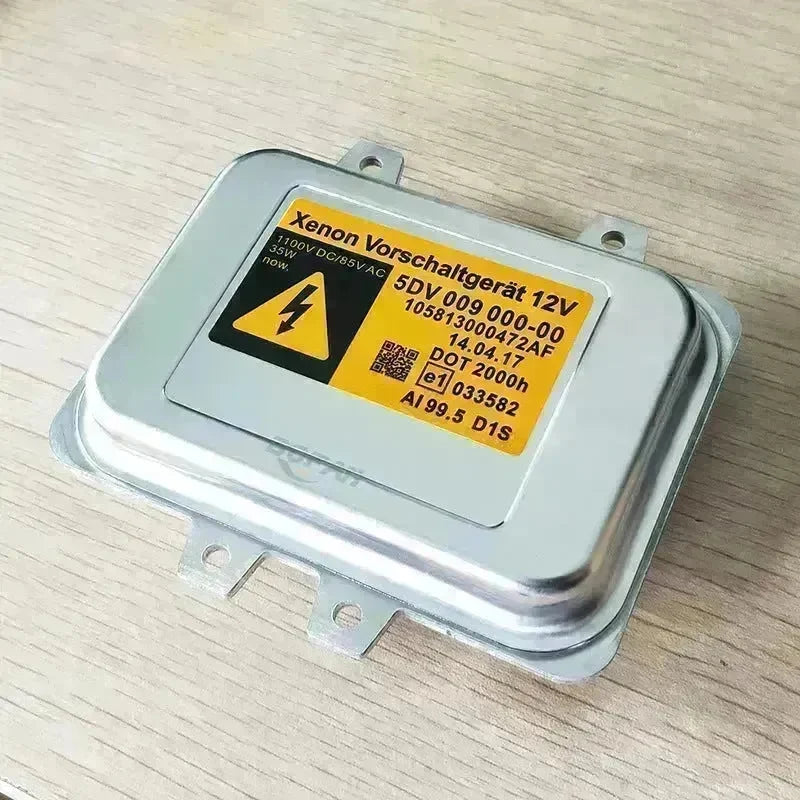 Xenon Vorschaltgerät 12V
1100V DC/85V AC
35W
now.
5DV 009 000-00
105813000472AF
14.04.17
DOT 2000h
e1 033582
Al 99.5 D1S